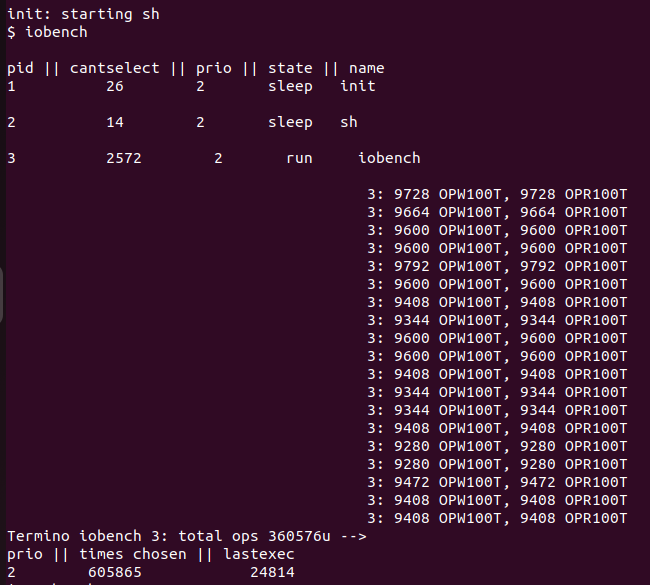 init: starting sh
$ iobench
pid || cantselect || prio || state || name
1 26 2 sleep init
2 14 2 sleep sh
3 2572 2 run iobench
3: 9728 OPW100T, 9728 OPR100T
3: 9664 OPW100T, 9664 OPR100T
3: 9600 OPW100T, 9600 OPR100T
3: 9600 OPW100T, 9600 OPR100T
3: 9792 OPW100T, 9792 OPR100T
3: 9600 OPW100T, 9600 OPR100T
3: 9408 OPW100T, 9408 OPR100T
3: 9344 OPW100T, 9344 OPR100T
3: 9600 OPW100T, 9600 OPR100T
3: 9600 OPW100T, 9600 OPR100T
3: 9408 OPW100T, 9408 OPR100T
3: 9344 OPW100T, 9344 OPR100T
3: 9344 OPW100T, 9344 OPR100T
3: 9408 OPW100T, 9408 OPR100T
3: 9280 OPW100T, 9280 OPR100T
3: 9280 OPW100T, 9280 OPR100T
3: 9472 OPW100T, 9472 OPR100T
3: 9408 OPW100T, 9408 OPR100T
3: 9408 OPW100T, 9408 OPR100T
Termino iobench 3: total ops 360576u -->
prio || times chosen || lastexec
2 605865 24814